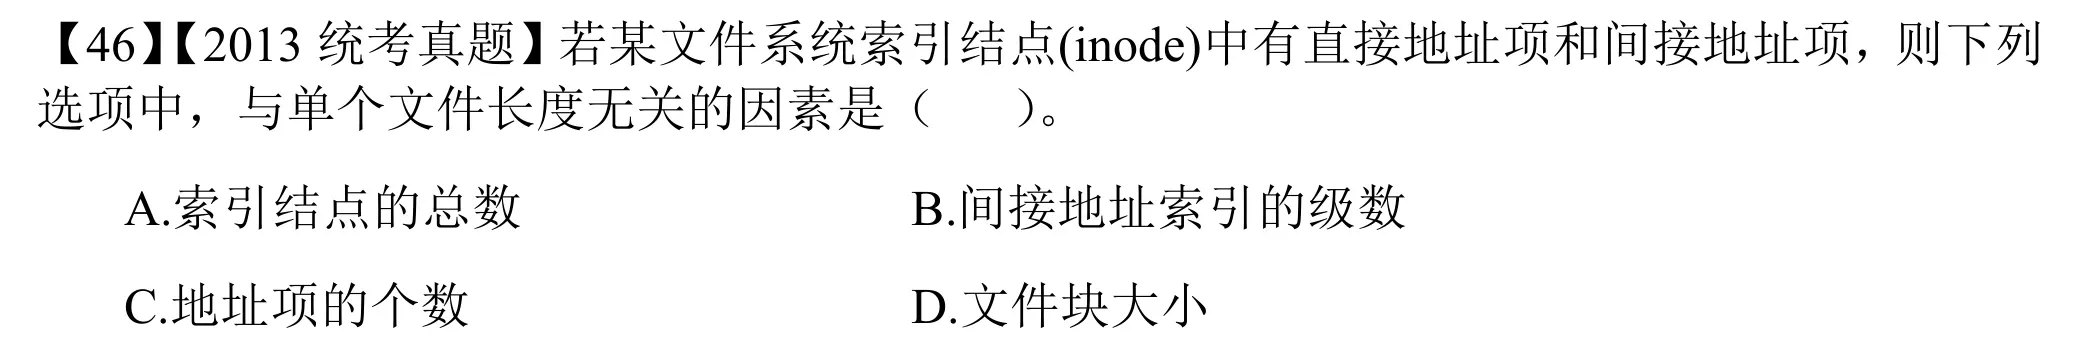 【46】【2013 统考真题】若某文件系统索引结点(inode)中有直接地址项和间接地址项，则下列
选项中，与单个文件长度无关的因素是（　　）。
A.索引结点的总数　　B.间接地址索引的级数
C.地址项的个数　　D.文件块大小